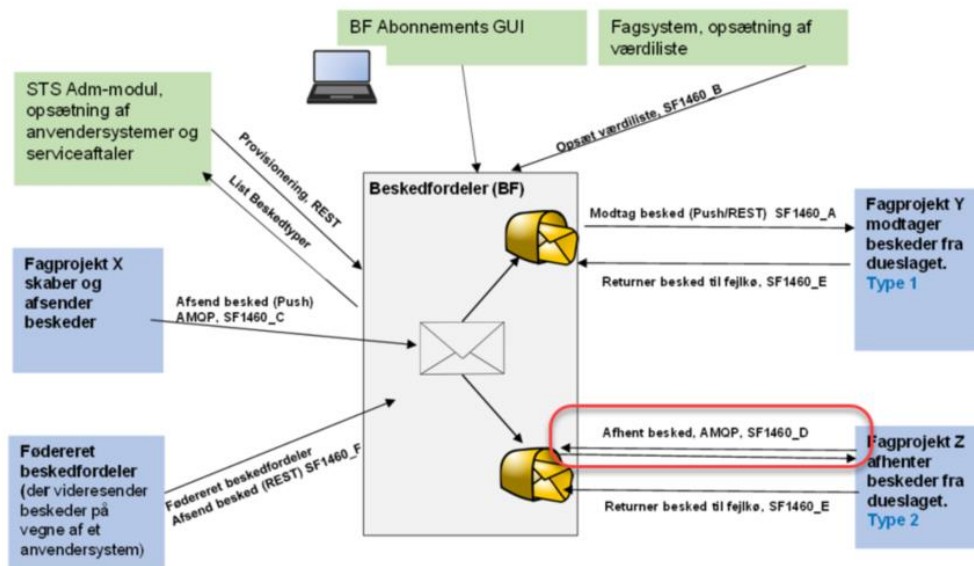 BF Abonnements GUI
Fagsystem, opsætning af
værdiliste
STS Adm-modul,
opsætning af
anvendersystemer og
serviceaftaler
Opsæt værdiliste, SF1460_B
Provisionering, REST
List Beskedtyper
Beskedfordeler (BF)
Modtag besked (Push/REST) SF1460_A
Returner besked til fejlkø, SF1460_E
Fagprojekt Y
modtager
beskeder fra
dueslaget.
Type 1
Fagprojekt X
skaber og
afsender
beskeder
Afsend besked (Push)
AMQP, SF1460_C
Afhent besked, AMQP, SF1460_D
Returner besked til fejlkø, SF1460_E
Fagprojekt Z
afhenter
beskeder fra
dueslaget.
Type 2
Fødereret
beskedfordeler
(der videresender
beskeder på
vegne af et
anvendersystem)
Fødereret beskedfordeler
Afsend besked (REST) SF1460_F